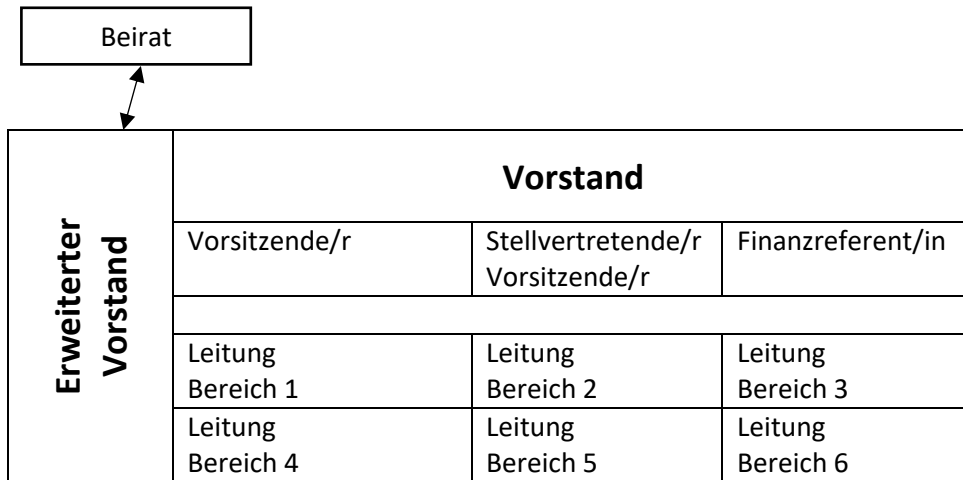 Beirat
Erweiterter
Vorstand
Vorstand
Vorsitzende/r
Stellvertretende/r
Vorsitzende/r
Finanzreferent/in
Leitung
Bereich 1
Leitung
Bereich 2
Leitung
Bereich 3
Leitung
Bereich 4
Leitung
Bereich 5
Leitung
Bereich 6